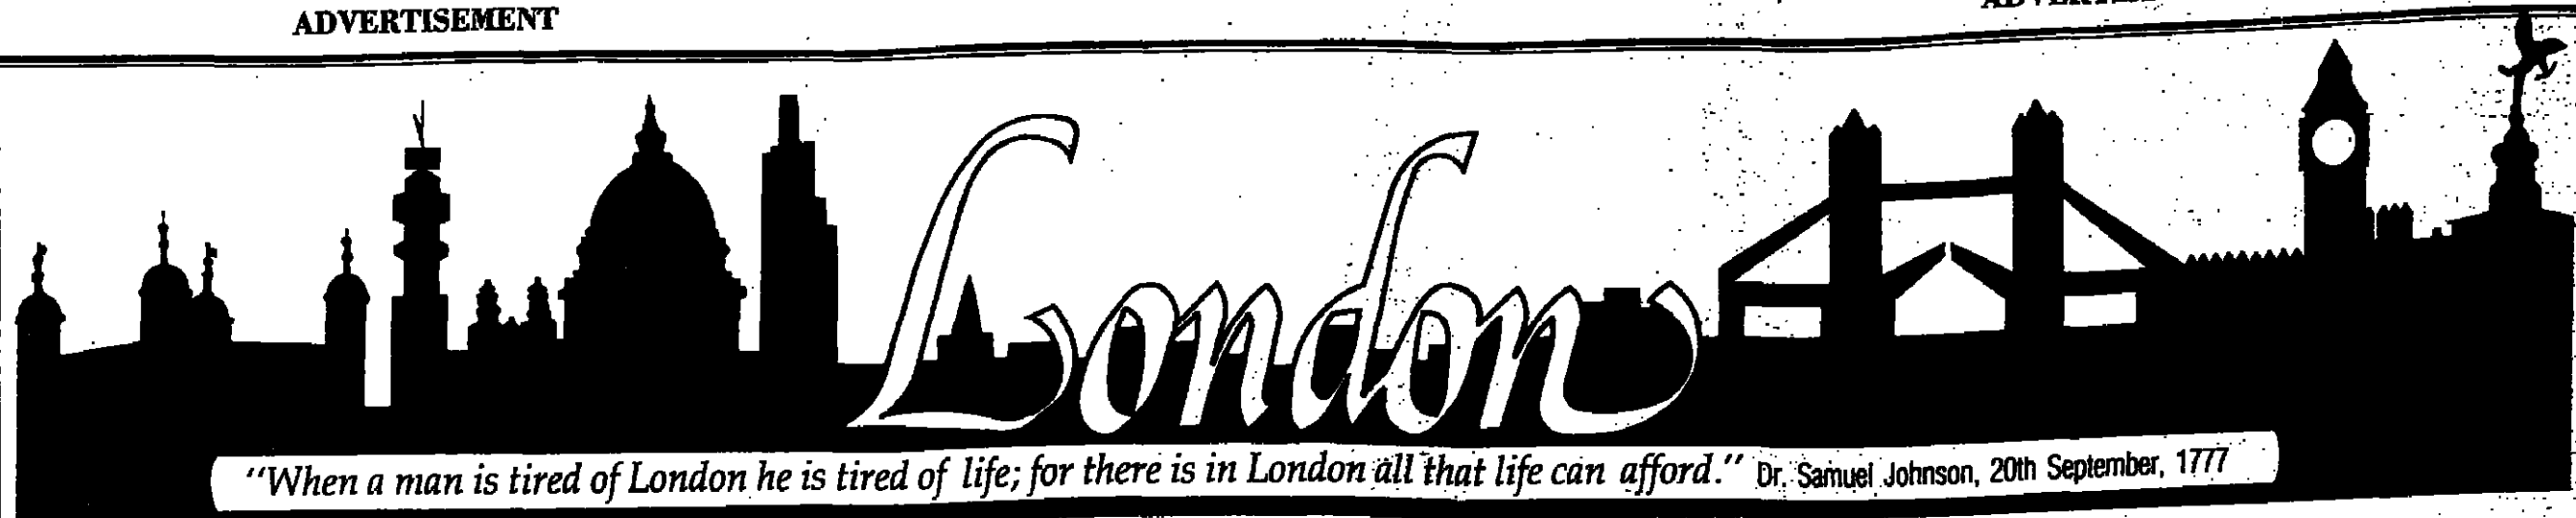 ADVERTISEMENT
London
"When a man is tired of London he is tired of life; for there is in London all that life can afford." Dr. Samuel Johnson, 20th September, 1777